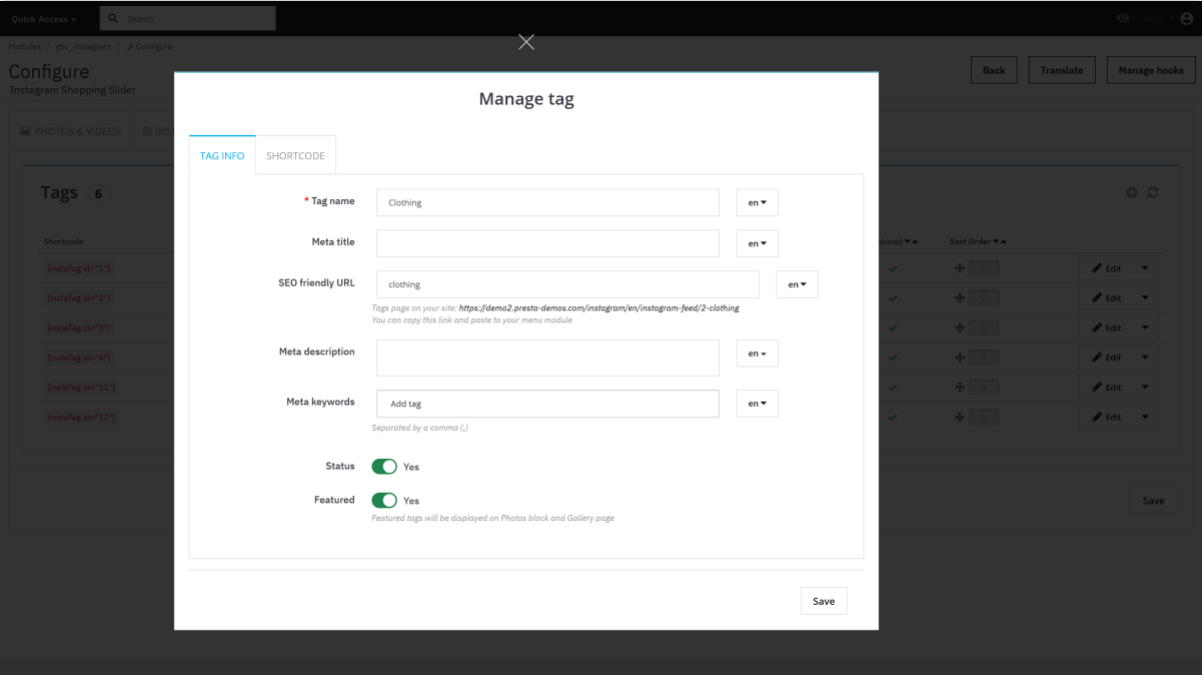 Quick Access
Search
Modules / ybc_instagram / Configure
Configure
Instagram Shopping Slider
Back
Translate
Manage hooks
PHOTOS & VIDEOS
Manage tag
TAG INFO
SHORTCODE
Tags 6
* Tag name
Clothing
en
Meta title
en
SEO friendly URL
clothing
en
Tags page on your site: https://demo2.presta-demos.com/instagram/en/instagram-feed/2-clothing
You can copy this link and paste to your menu module
Meta description
en
Meta keywords
Add tag
en
Separated by a comma (,)
Status
Yes
Featured
Yes
Featured tags will be displayed on Photos block and Gallery page
Save
Shortcode
Sort Order
[instaTag id="1"]
Edit
[instaTag id="2"]
Edit
[instaTag id="3"]
Edit
[instaTag id="4"]
Edit
[instaTag id="11"]
Edit
[instaTag id="12"]
Edit
Save